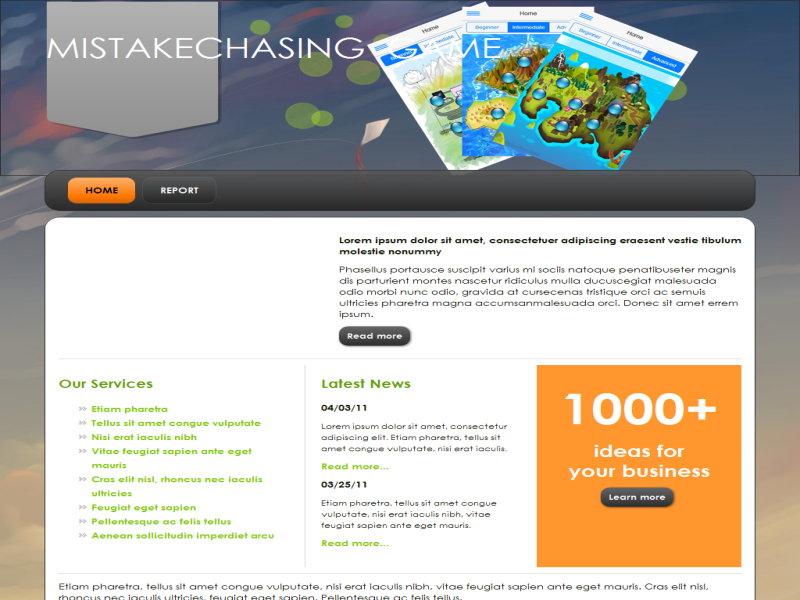 MISTAKECHASING GAME
Home
Home
Home
Beginner
Intermediate
Beginner
Intermediate
Advanced
HOME
REPORT
Lorem ipsum dolor sit amet, consectetuer adipiscing eraesent vestie tibulum
molestie nonummy
Phasellus portausce suscipit varius mi sociis natoque penatibuseter magnis
dis parturient montes nascetur ridiculus mulla ducuscegiat malesuada
odio morbi nunc odio, gravida at cursecenas tristique orci ac semuis
ultricies pharetra magna accumsanmalesuada orci. Donec sit amet errem
ipsum.
Read more
Our Services
Etiam pharetra
Tellus sit amet congue vulputate
Nisi erat iaculis nibh
Vitae feugiat sapien ante eget
mauris
Cras elit nisl, rhoncus nec iaculis
ultricies
Feugiat eget sapien
Pellentesque ac felis tellus
Aenean sollicitudin imperdiet arcu
Latest News
04/03/11
Lorem ipsum dolor sit amet, consectetur
adipiscing elit. Etiam pharetra, tellus sit
amet congue vulputate, nisi erat iaculis.
Read more...
03/25/11
Etiam pharetra, tellus sit amet congue
vulputate, nisi erat iaculis nibh, vitae
feugiat sapien ante eget mauris.
Read more...
1000+
ideas for
your business
Learn more
Etiam pharetra, tellus sit amet congue vulputate, nisi erat iaculis nibh, vitae feugiat sapien ante eget mauris. Cras elit nisl,
rhoncus nec iaculis ultricies, feugiat eget sapien. Pellentesque ac felis tellus.